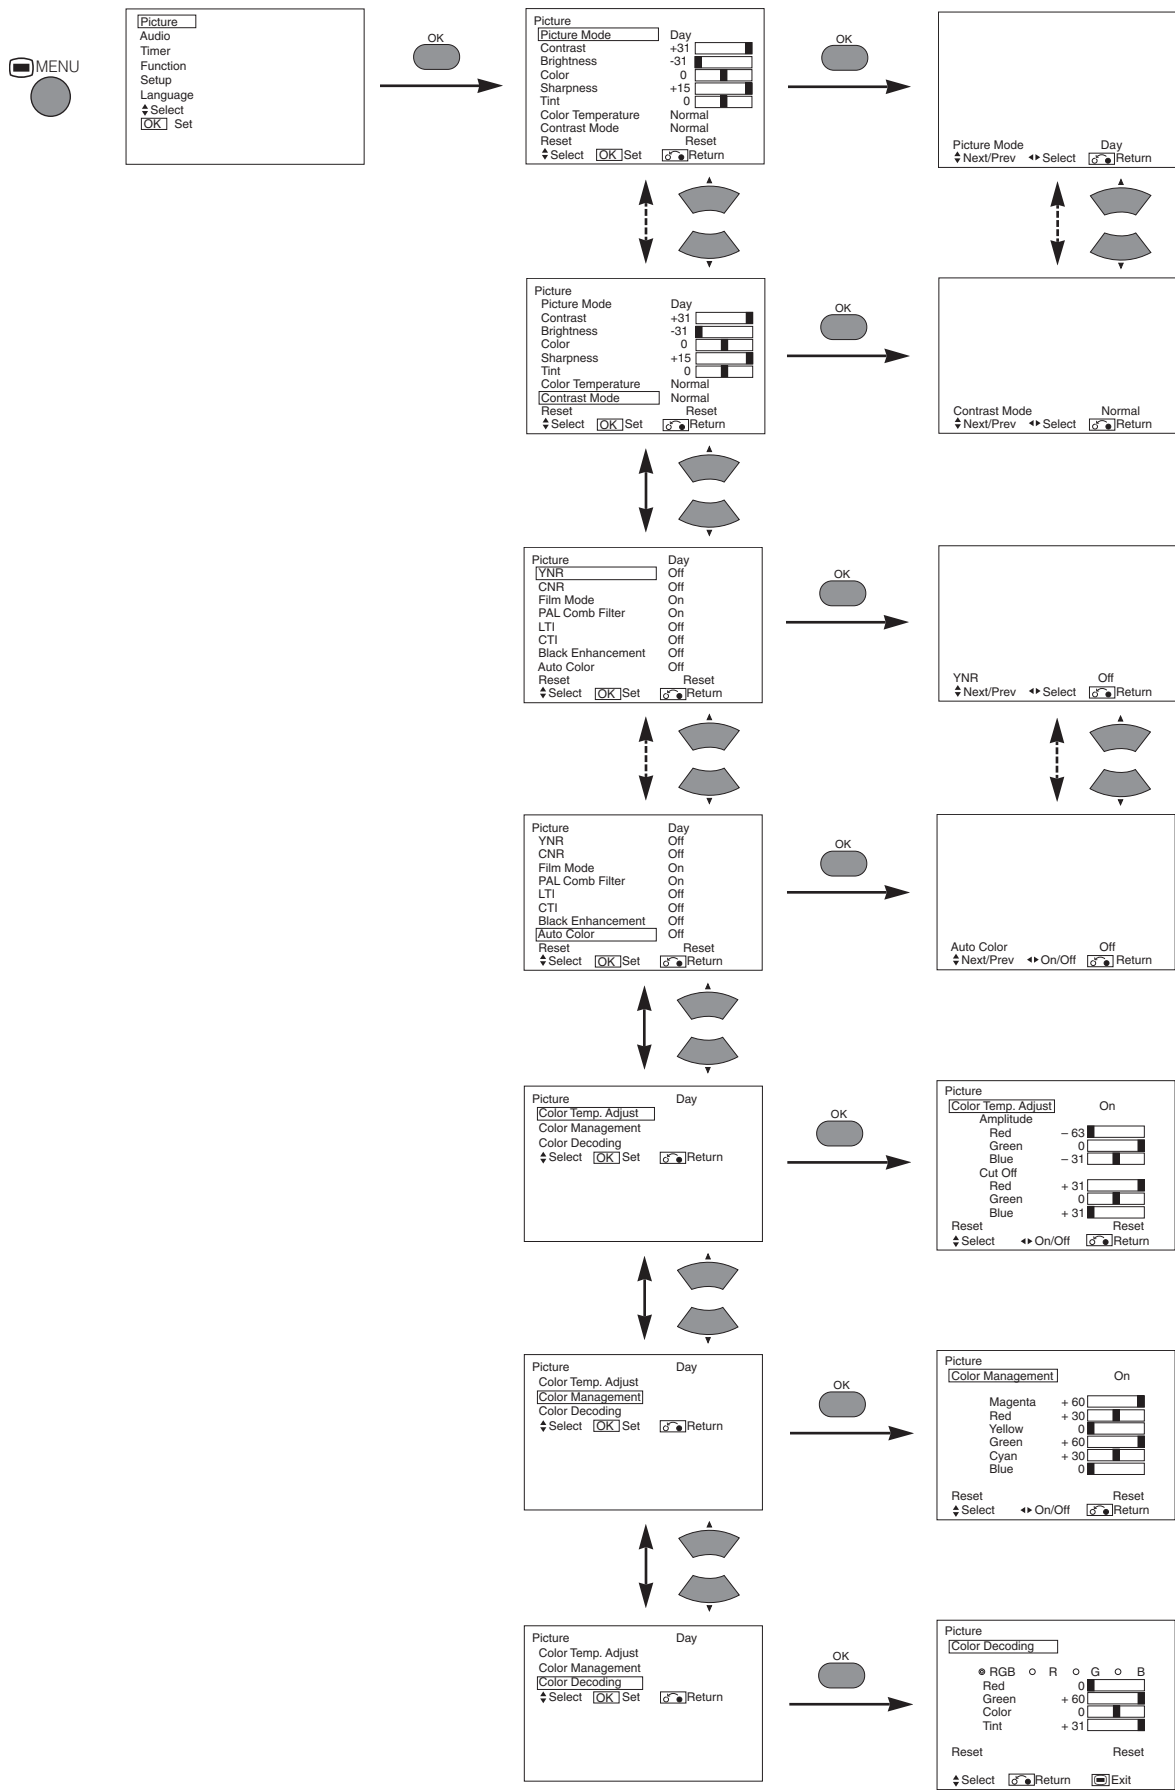 MENU
Picture
Audio
Timer
Function
Setup
Language
Select
OK Set
OK
Picture
Picture Mode Day
Contrast +31
Brightness -31
Color 0
Sharpness +15
Tint 0
Color Temperature Normal
Contrast Mode Normal
Reset Reset
Select OK Set Return
OK
Picture Mode Day
Next/Prev Select Return
Picture
Picture Mode Day
Contrast +31
Brightness -31
Color 0
Sharpness +15
Tint 0
Color Temperature Normal
Contrast Mode Normal
Reset Reset
Select OK Set Return
OK
Contrast Mode Normal
Next/Prev Select Return
Picture Day
YNR Off
CNR Off
Film Mode On
PAL Comb Filter On
LTI Off
CTI Off
Black Enhancement Off
Auto Color Off
Reset Reset
Select OK Set Return
OK
YNR Off
Next/Prev Select Return
Picture Day
YNR Off
CNR Off
Film Mode On
PAL Comb Filter On
LTI Off
CTI Off
Black Enhancement Off
Auto Color Off
Reset Reset
Select OK Set Return
OK
Auto Color Off
Next/Prev On/Off Return
Picture Day
Color Temp. Adjust
Color Management
Color Decoding
Select OK Set Return
OK
Picture
Color Temp. Adjust On
Amplitude
Red – 63
Green 0
Blue – 31
Cut Off
Red + 31
Green 0
Blue + 31
Reset Reset
Select On/Off Return
Picture Day
Color Temp. Adjust
Color Management
Color Decoding
Select OK Set Return
OK
Picture
Color Management On
Magenta + 60
Red + 30
Yellow 0
Green + 60
Cyan + 30
Blue 0
Reset Reset
Select On/Off Return
Picture Day
Color Temp. Adjust
Color Management
Color Decoding
Select OK Set Return
OK
Picture
Color Decoding
RGB R G B
Red 0
Green + 60
Color 0
Tint + 31
Reset Reset
Select Return Exit